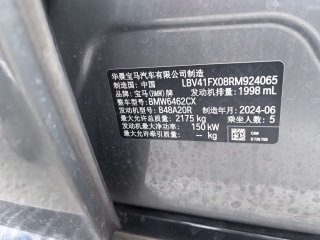 华晨宝马汽车有限公司制造
制造国: 中国 LBV41FX08RM924065
品牌: 宝马(BMW)牌 发动机排量: 1998 mL
整车型号: BMW6462CX
发动机型号: B48A20R 制造年月: 2024-06
最大允许总质量: 2175 kg 乘坐人数: 5
发动机最大净功率: 150 kW
最大允许牵引质量: -- kg